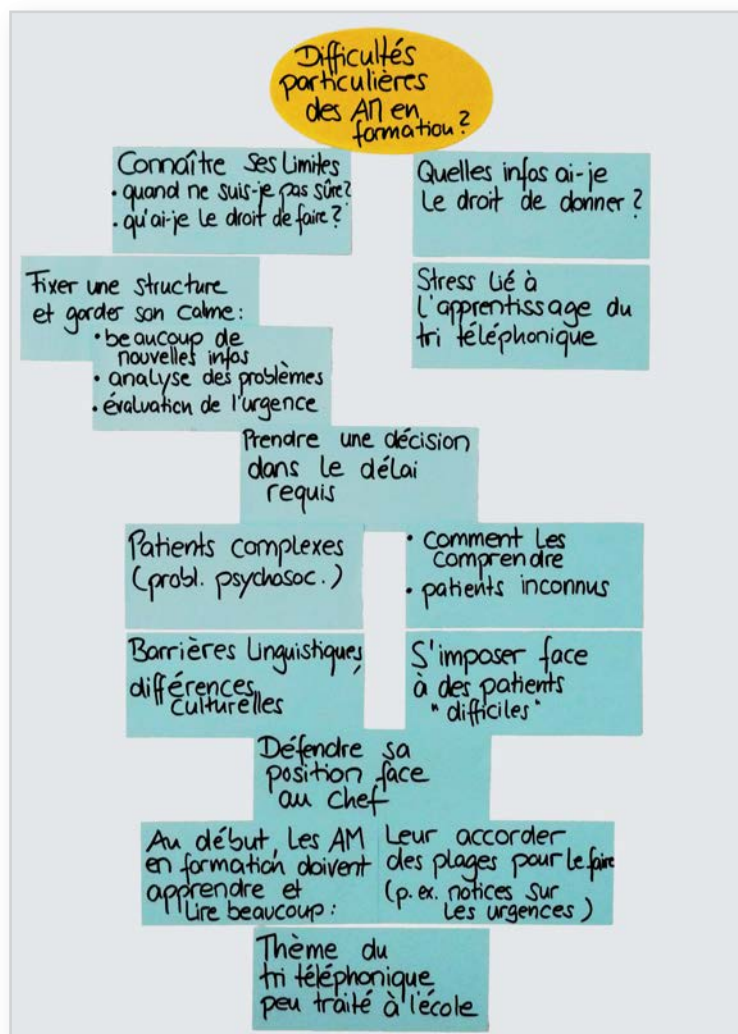 Difficultés
particulières
des AM en
formation?
Connaître ses limites
• quand ne suis-je pas sûre?
• qu'ai-je le droit de faire?
Quelles infos ai-je
le droit de donner?
Fixer une structure
et garder son calme:
• beaucoup de
nouvelles infos
• analyse des problèmes
• évaluation de l'urgence
Stress lié à
l'apprentissage du
tri téléphonique
Prendre une décision
dans le délai
requis
Patients complexes
(probl. psychosoc.)
• comment les
comprendre
• patients inconnus
Barrières linguistiques,
différences
culturelles
S'imposer face
à des patients
"difficiles"
Défendre sa
position face
au chef
Au début, les AM
en formation doivent
apprendre et
lire beaucoup:
Leur accorder
des plages pour le faire
(p. ex. notices sur
les urgences)
Thème du
tri téléphonique
peu traité à l'école